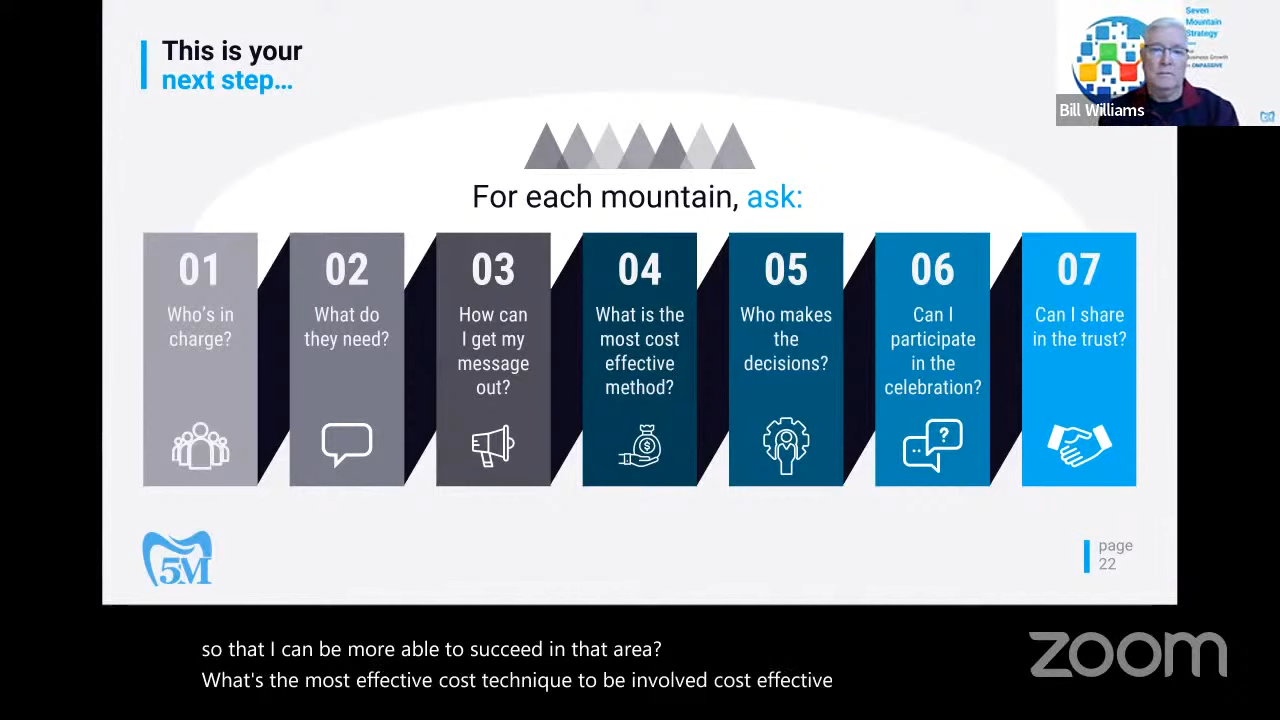 This is your
next step...
Seven
Mountain
Strategy
Business Growth
ONPASSIVE
Bill Williams
For each mountain, ask:
01
Who's in
charge?
02
What do
they need?
03
How can
I get my
message
out?
04
What is the
most cost
effective
method?
05
Who makes
the
decisions?
06
Can I
participate
in the
celebration?
07
Can I share
in the trust?
$
?
5M
page
22
so that I can be more able to succeed in that area?
What's the most effective cost technique to be involved cost effective
zoom